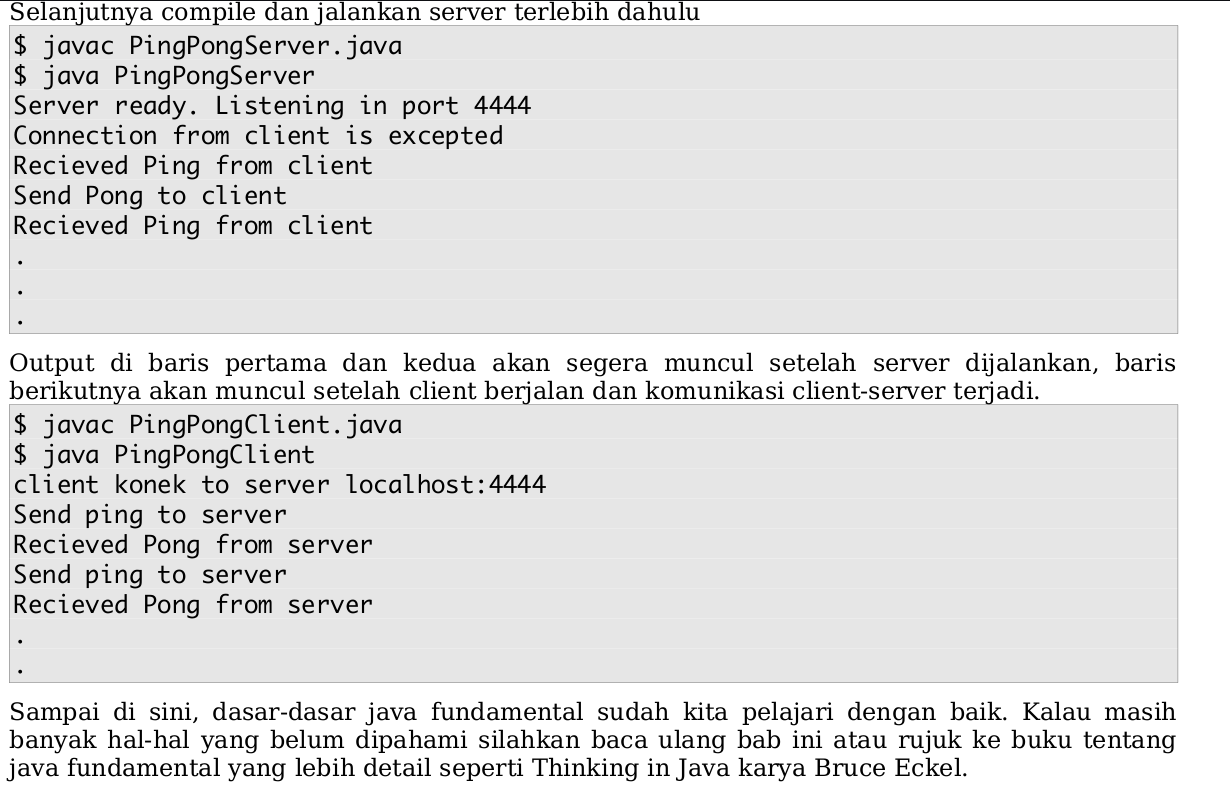 Selanjutnya compile dan jalankan server terlebih dahulu
$ javac PingPongServer.java
$ java PingPongServer
Server ready. Listening in port 4444
Connection from client is excepted
Recieved Ping from client
Send Pong to client
Recieved Ping from client
.
.
.
Output di baris pertama dan kedua akan segera muncul setelah server dijalankan, baris
berikutnya akan muncul setelah client berjalan dan komunikasi client-server terjadi.
$ javac PingPongClient.java
$ java PingPongClient
client konek to server localhost:4444
Send ping to server
Recieved Pong from server
Send ping to server
Recieved Pong from server
.
.
Sampai di sini, dasar-dasar java fundamental sudah kita pelajari dengan baik. Kalau masih
banyak hal-hal yang belum dipahami silahkan baca ulang bab ini atau rujuk ke buku tentang
java fundamental yang lebih detail seperti Thinking in Java karya Bruce Eckel.